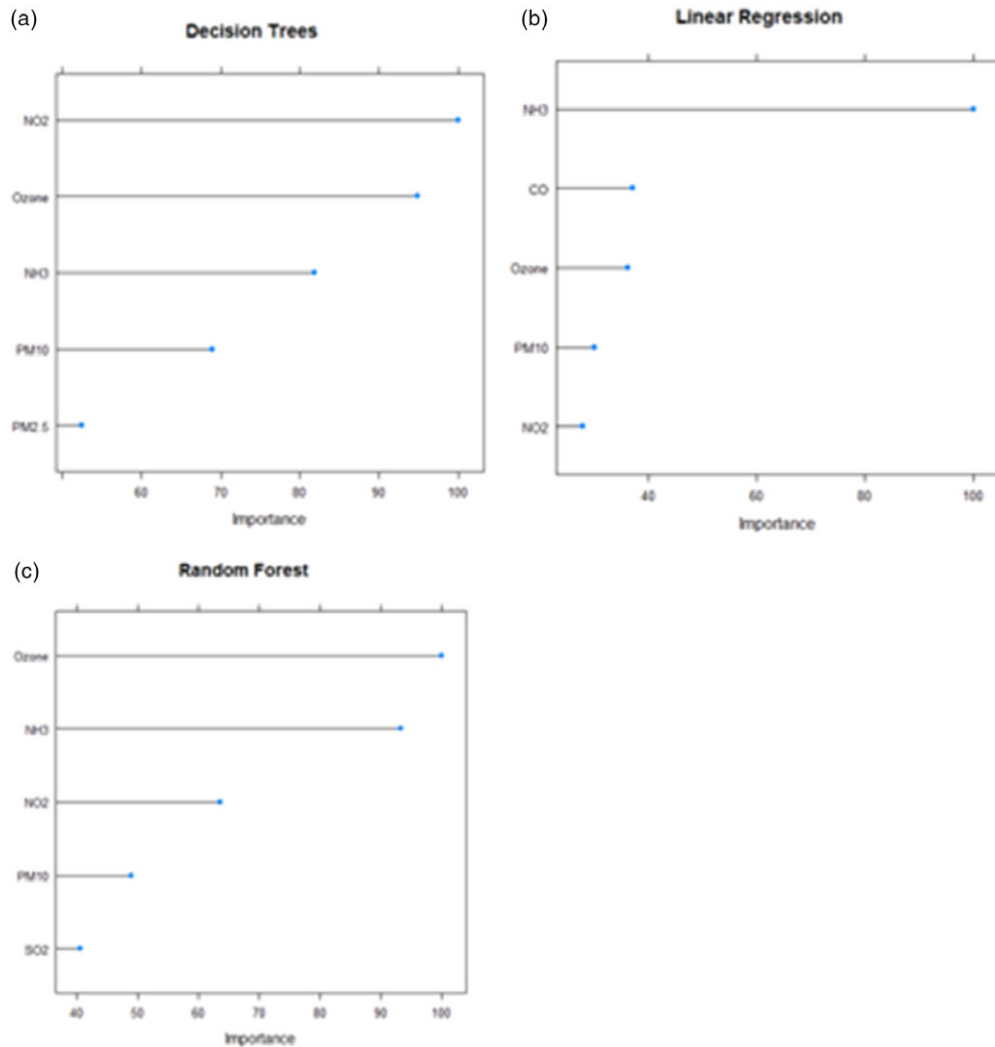 (a)
Decision Trees
NO2
Ozone
NH3
PM10
PM2.5
60 70 80 90 100
Importance
(b)
Linear Regression
NH3
CO
Ozone
PM10
NO2
40 60 80 100
Importance
(c)
Random Forest
Ozone
NH3
NO2
PM10
SO2
40 50 60 70 80 90 100
Importance